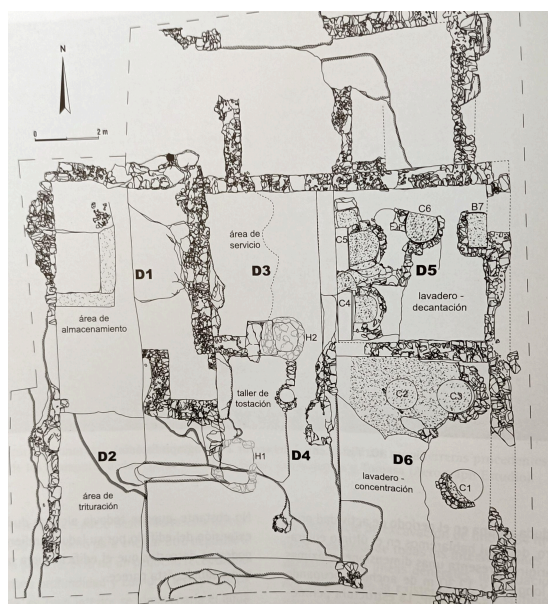 N
0 2 m
C6
B7
área de
servicio
C5
D1
D3
D5
lavadero -
decantación
área de
almacenamiento
C4
H2
taller de
tostación
C2
C3
D2
H1
D4
D6
área de
trituración
lavadero -
concentración
C1